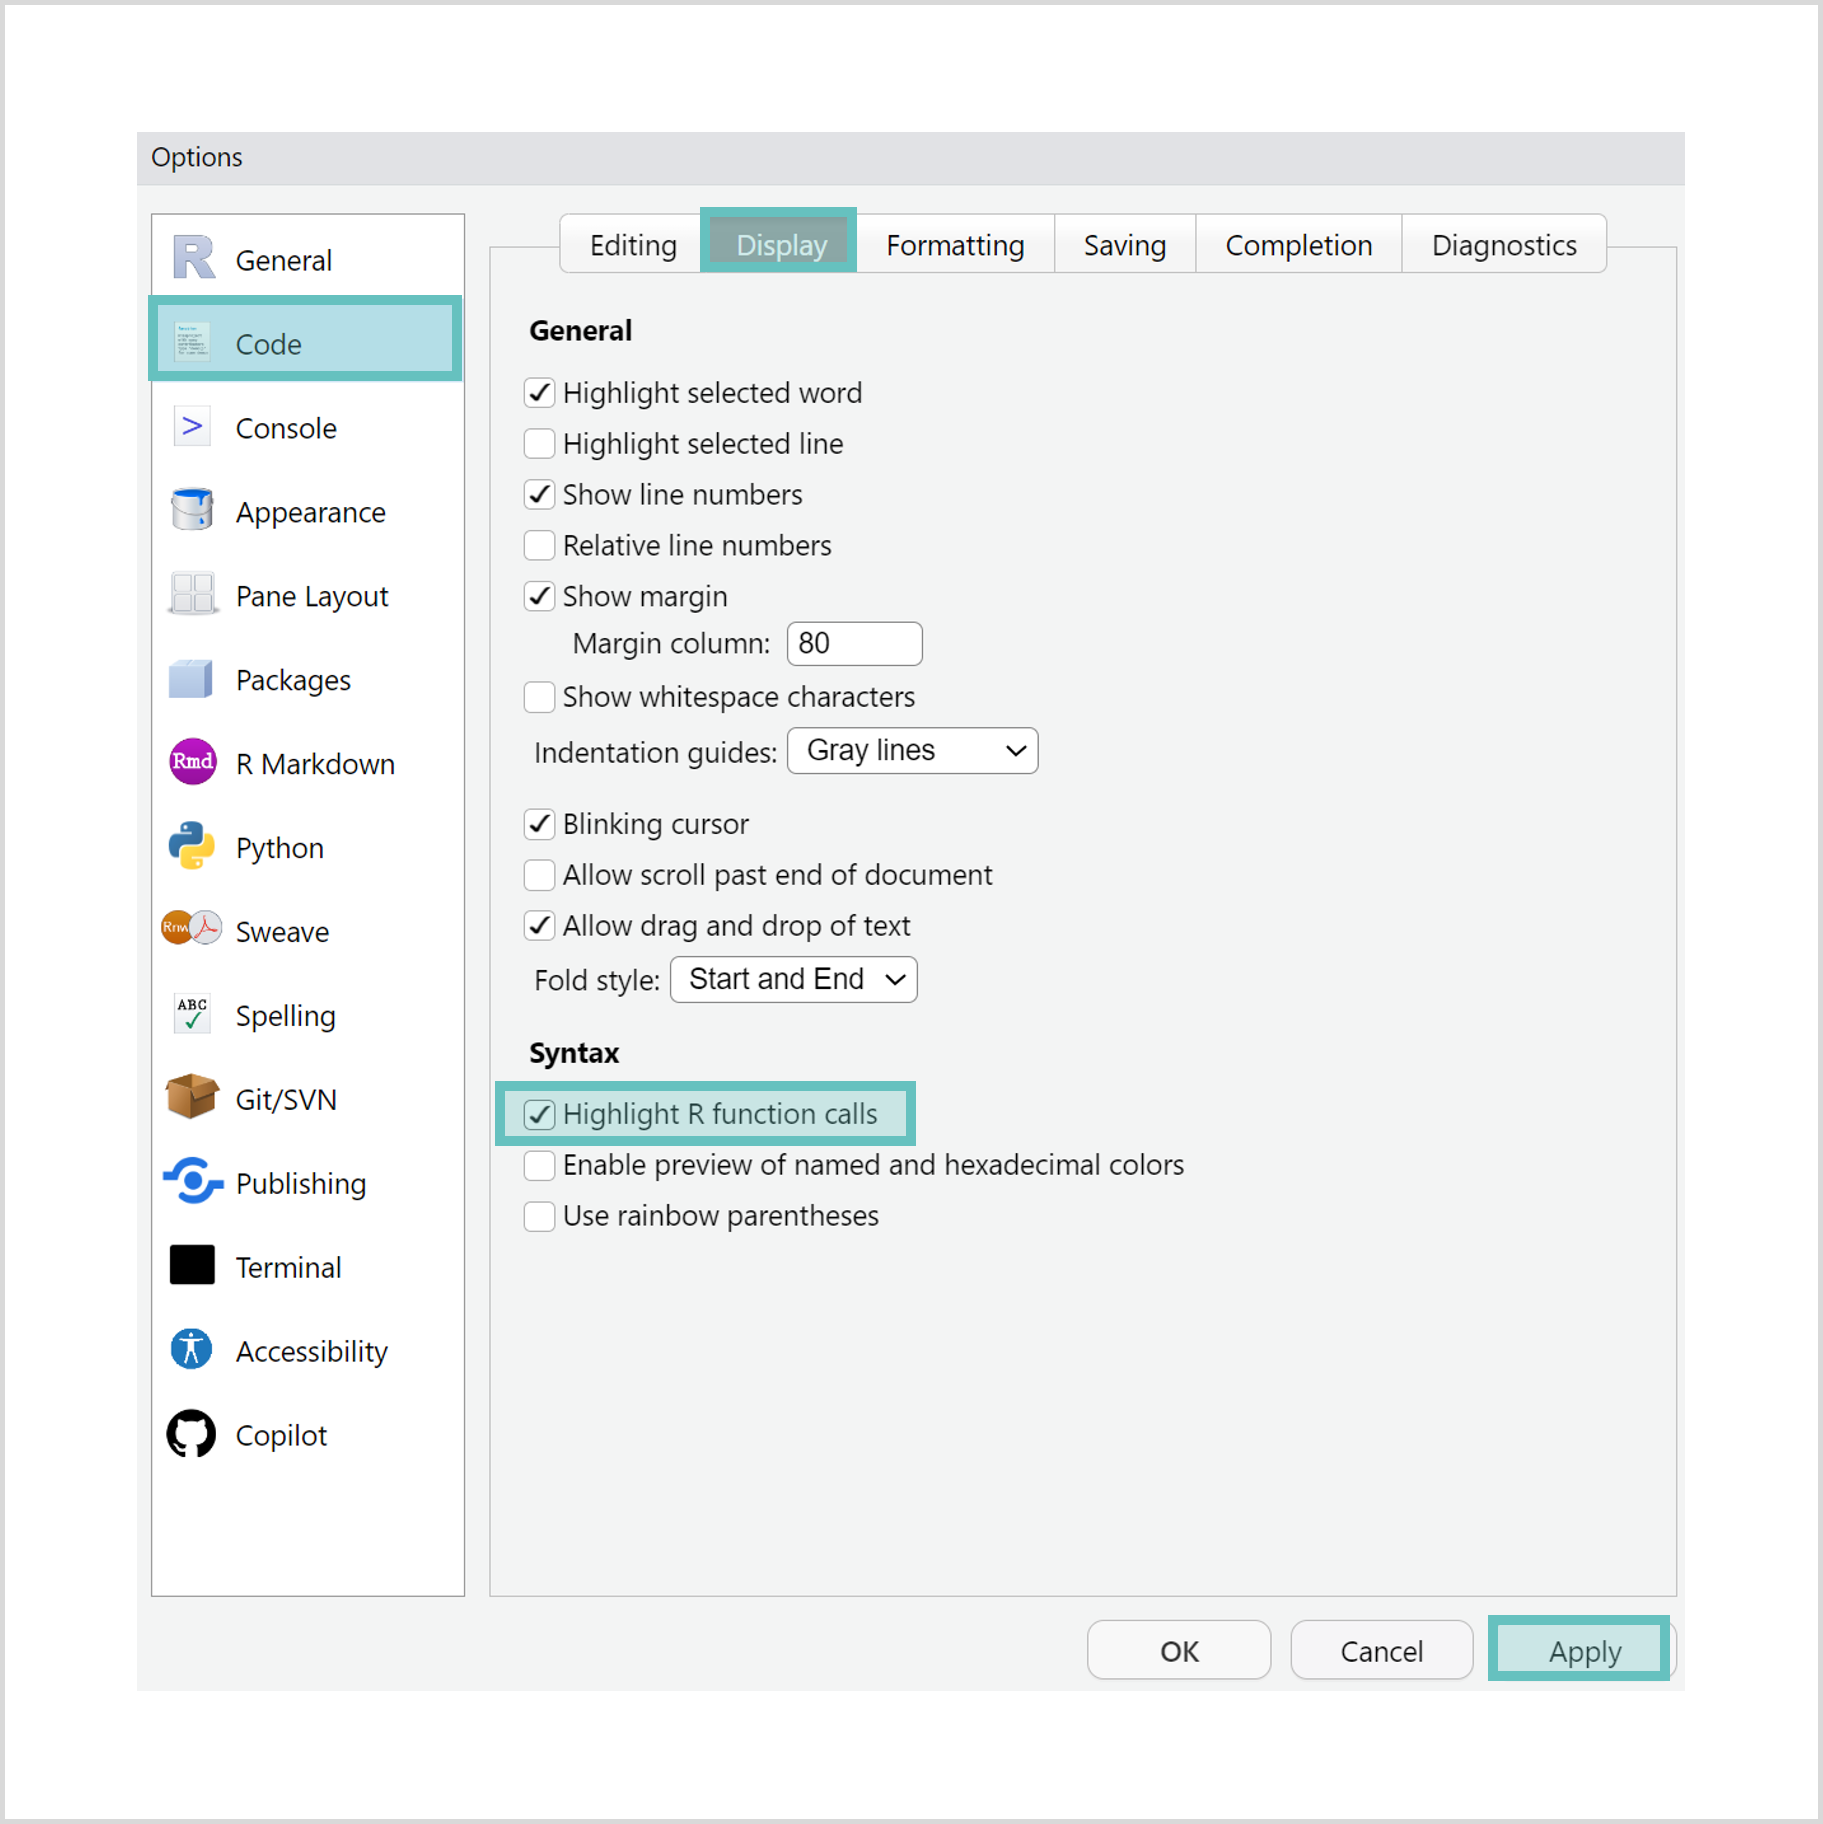 Options
General
Code
Console
Appearance
Pane Layout
Packages
Rmd
R Markdown
Python
Rnw
Sweave
ABC
Spelling
Git/SVN
Publishing
Terminal
Accessibility
Copilot
Editing Display Formatting Saving Completion Diagnostics
General
Highlight selected word
Highlight selected line
Show line numbers
Relative line numbers
Show margin
Margin column: 80
Show whitespace characters
Indentation guides: Gray lines
Blinking cursor
Allow scroll past end of document
Allow drag and drop of text
Fold style: Start and End
Syntax
Highlight R function calls
Enable preview of named and hexadecimal colors
Use rainbow parentheses
OK Cancel Apply